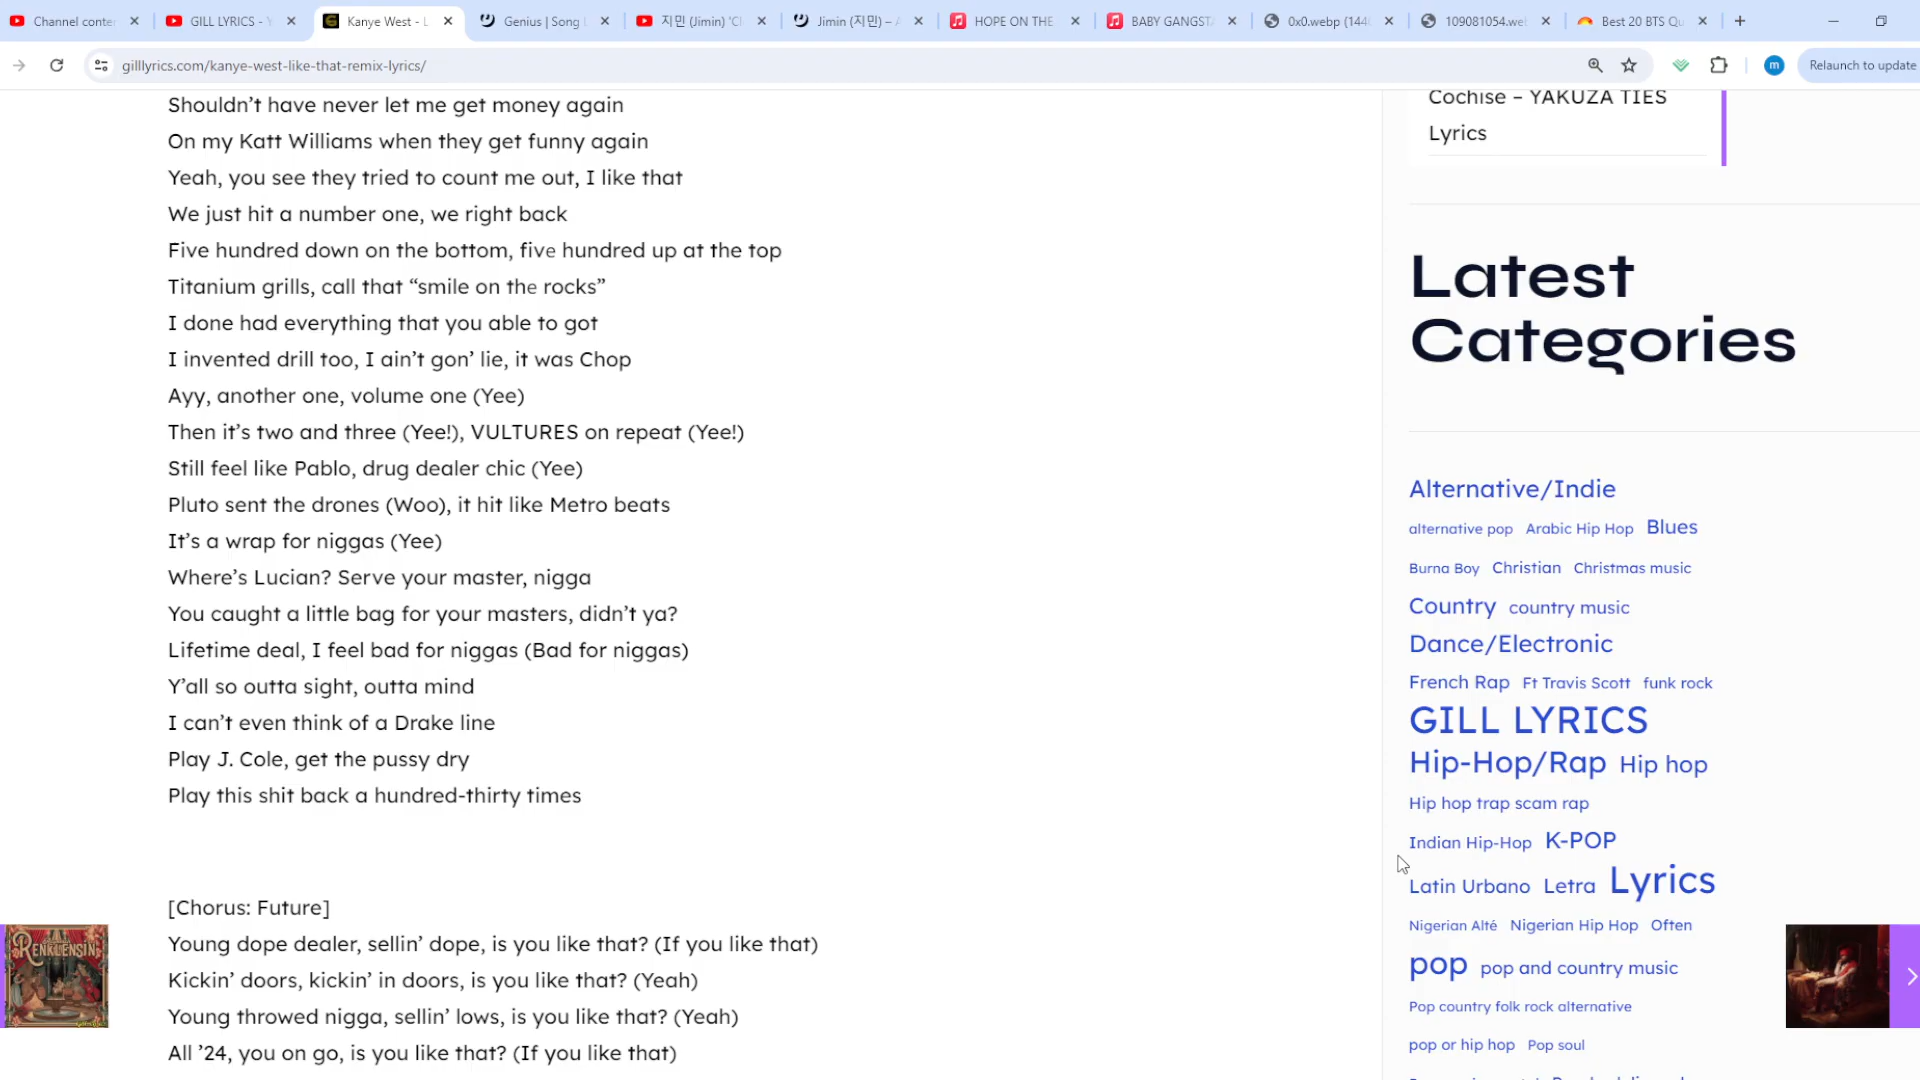 Channel conter
GILL LYRICS - Y
Kanye West - L
Genius | Song L
지민 (Jimin) 'Cl
Jimin (지민) – A
HOPE ON THE
BABY GANGSTA
0x0.webp (144
109081054.we
Best 20 BTS Qu
gilllyrics.com/kanye-west-like-that-remix-lyrics/
m
Relaunch to update
Shouldn’t have never let me get money again
On my Katt Williams when they get funny again
Yeah, you see they tried to count me out, I like that
We just hit a number one, we right back
Five hundred down on the bottom, five hundred up at the top
Titanium grills, call that “smile on the rocks”
I done had everything that you able to got
I invented drill too, I ain’t gon’ lie, it was Chop
Ayy, another one, volume one (Yee)
Then it’s two and three (Yee!), VULTURES on repeat (Yee!)
Still feel like Pablo, drug dealer chic (Yee)
Pluto sent the drones (Woo), it hit like Metro beats
It’s a wrap for niggas (Yee)
Where’s Lucian? Serve your master, nigga
You caught a little bag for your masters, didn’t ya?
Lifetime deal, I feel bad for niggas (Bad for niggas)
Y’all so outta sight, outta mind
I can’t even think of a Drake line
Play J. Cole, get the pussy dry
Play this shit back a hundred-thirty times
[Chorus: Future]
Young dope dealer, sellin’ dope, is you like that? (If you like that)
Kickin’ doors, kickin’ in doors, is you like that? (Yeah)
Young throwed nigga, sellin’ lows, is you like that? (Yeah)
All ’24, you on go, is you like that? (If you like that)
Cochise – YAKUZA TIES
Lyrics
Latest
Categories
Alternative/Indie
alternative pop Arabic Hip Hop Blues
Burna Boy Christian Christmas music
Country country music
Dance/Electronic
French Rap Ft Travis Scott funk rock
GILL LYRICS
Hip-Hop/Rap Hip hop
Hip hop trap scam rap
Indian Hip-Hop K-POP
Latin Urbano Letra Lyrics
Nigerian Alté Nigerian Hip Hop Often
pop pop and country music
Pop country folk rock alternative
pop or hip hop Pop soul
RENKLENSIN